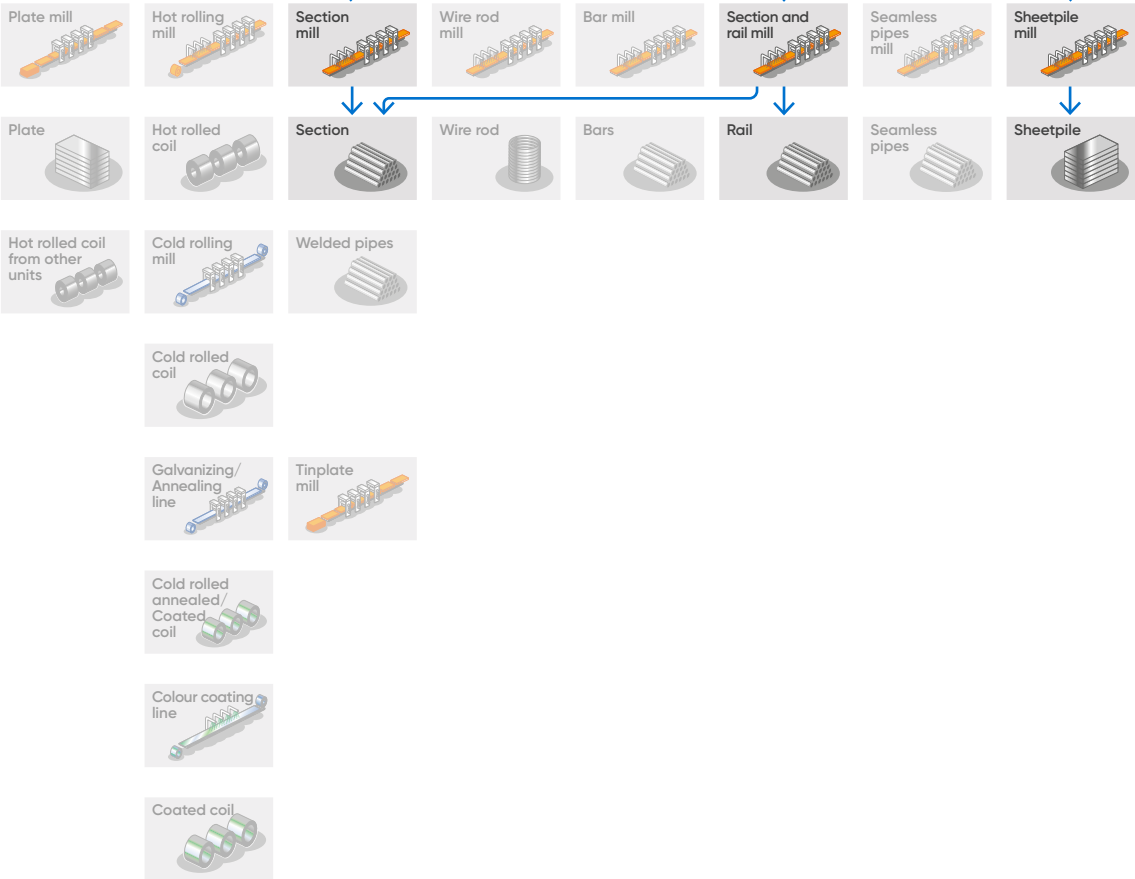 Plate mill
Hot rolling
mill
Section
mill
Wire rod
mill
Bar mill
Section and
rail mill
Seamless
pipes
mill
Sheetpile
mill
Plate
Hot rolled
coil
Section
Wire rod
Bars
Rail
Seamless
pipes
Sheetpile
Hot rolled coil
from other
units
Cold rolling
mill
Welded pipes
Cold rolled
coil
Galvanizing/
Annealing
line
Tinplate
mill
Cold rolled
annealed/
Coated
coil
Colour coating
line
Coated coil